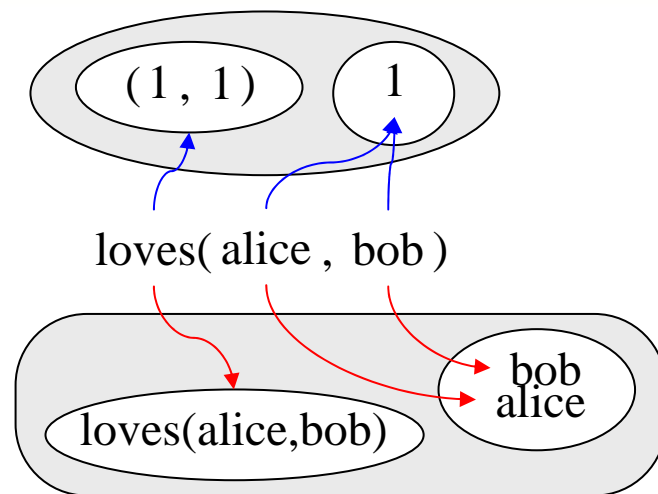 (1, 1) 1
loves( alice , bob )
bob
alice
loves(alice,bob)